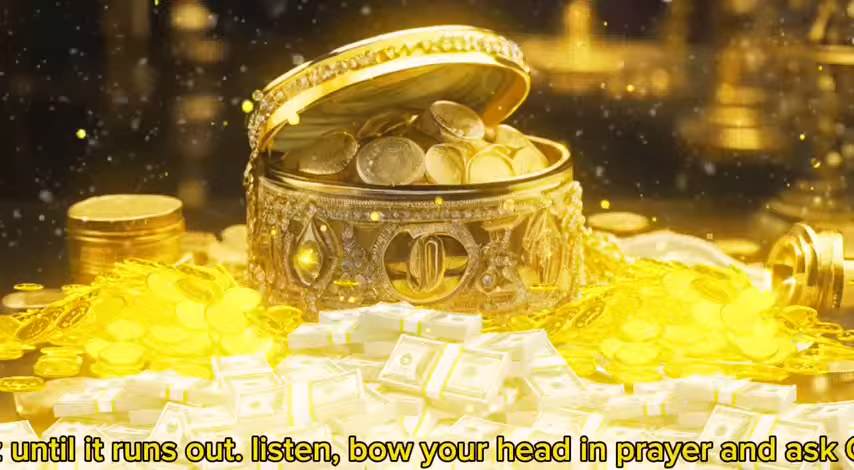 : until it runs out. listen, bow your head in prayer and ask